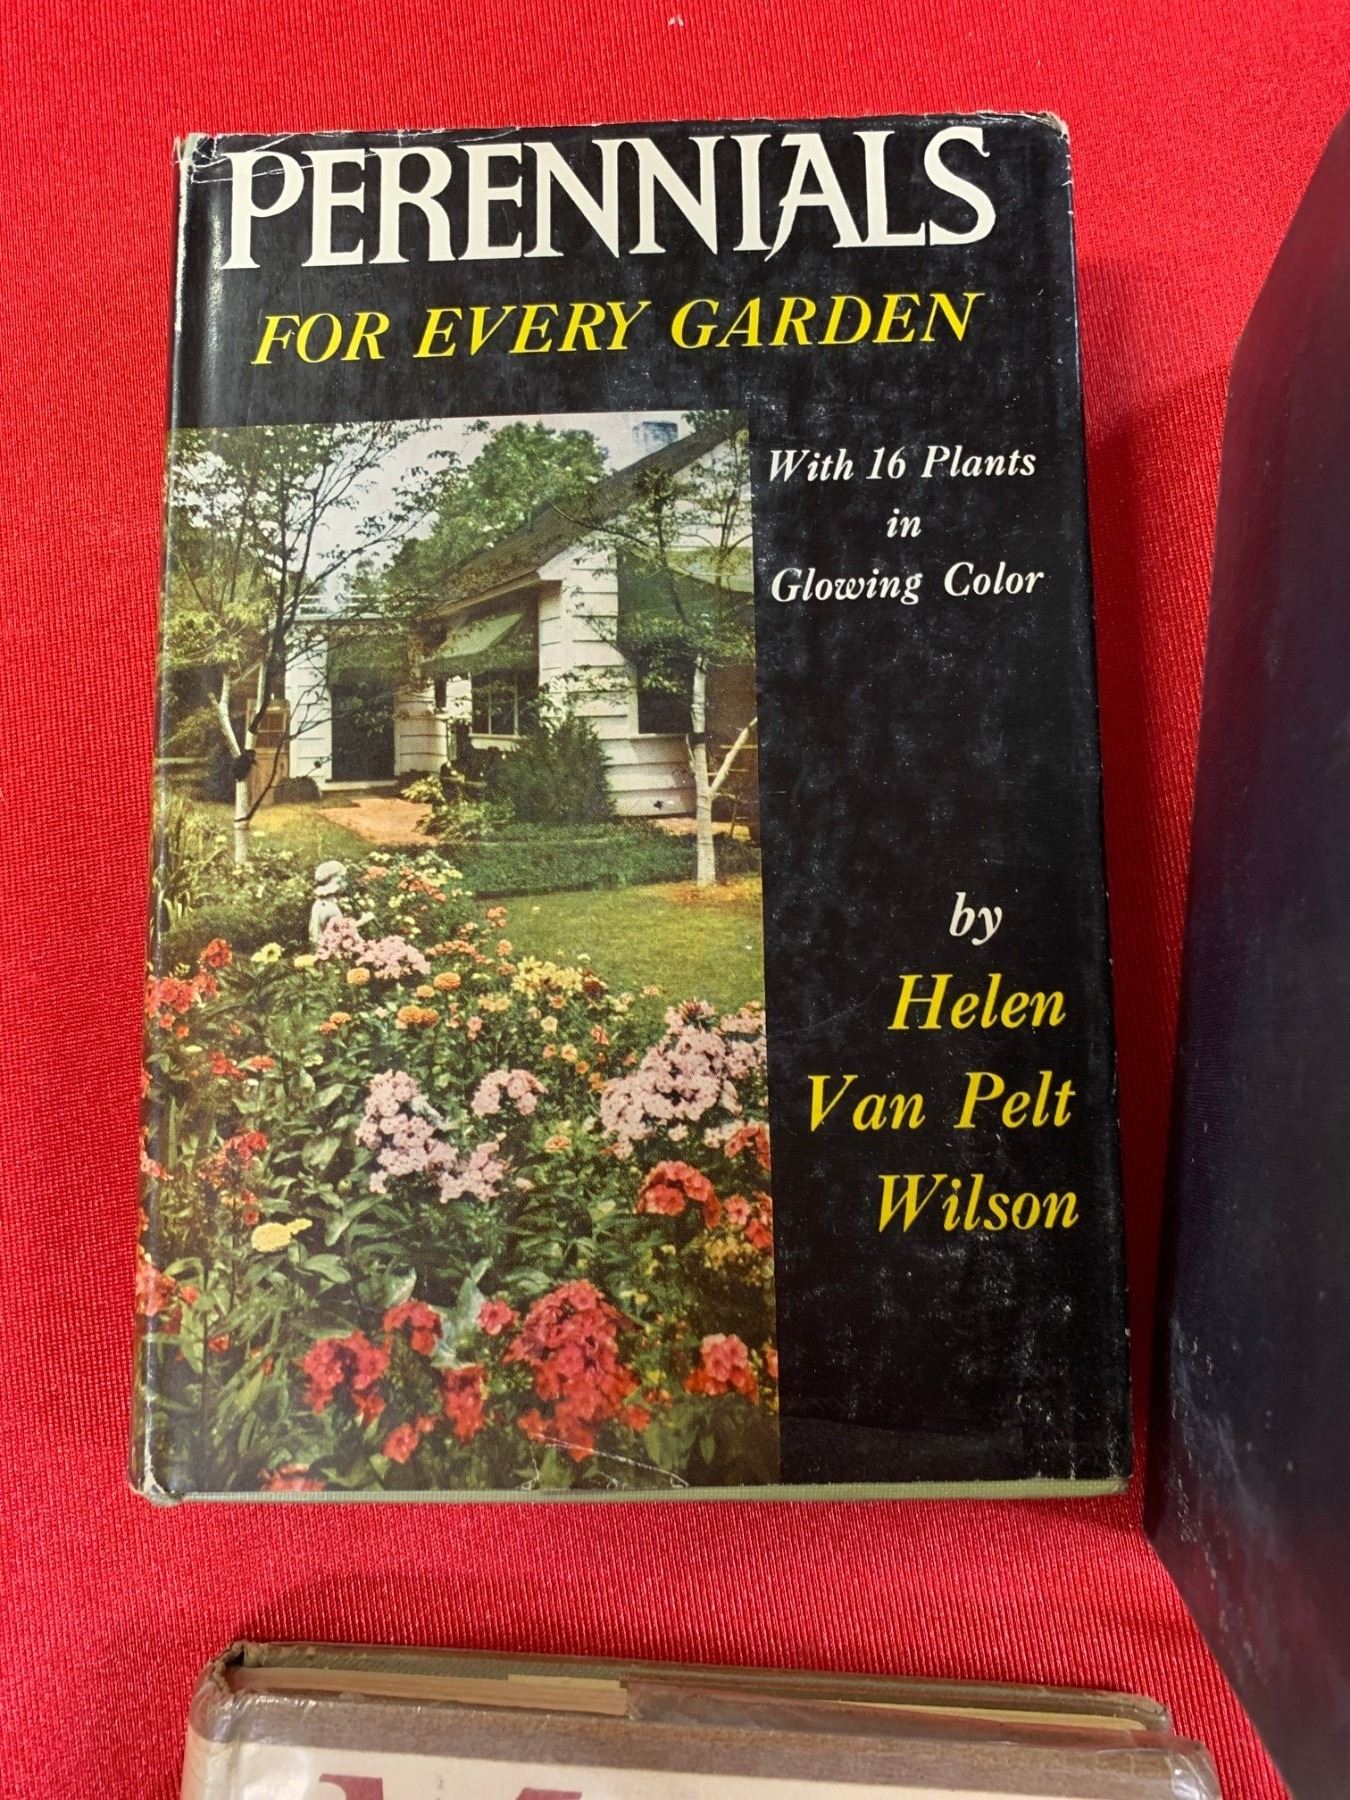 PERENNIALS
FOR EVERY GARDEN
With 16 Plants
in
Glowing Color
by
Helen
Van Pelt
Wilson